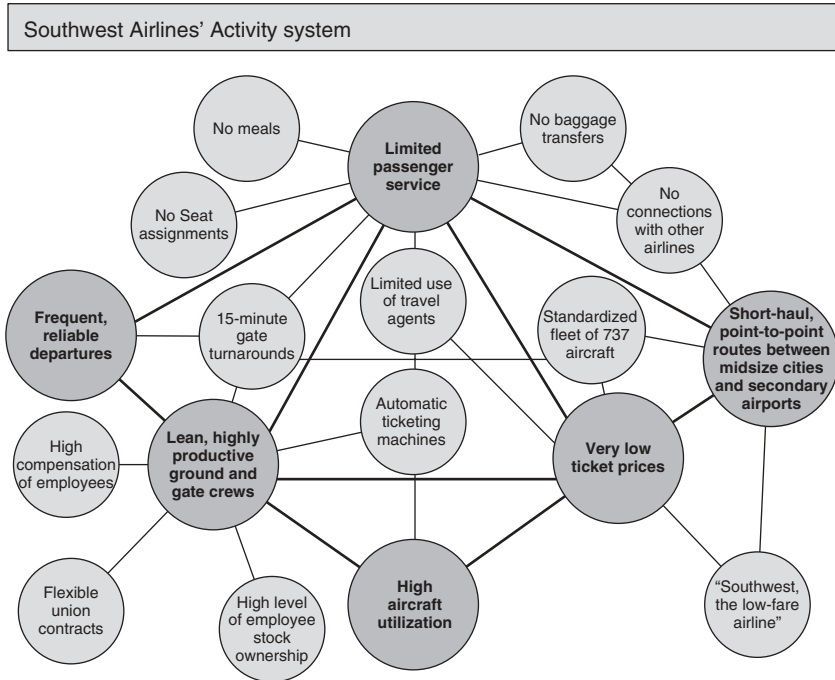 Southwest Airlines’ Activity system
No meals
Limited
passenger
service
No baggage
transfers
No Seat
assignments
No
connections
with other
airlines
Frequent,
reliable
departures
15-minute
gate
turnarounds
Limited use
of travel
agents
Standardized
fleet of 737
aircraft
Short-haul,
point-to-point
routes between
midsize cities
and secondary
airports
High
compensation
of employees
Lean, highly
productive
ground and
gate crews
Automatic
ticketing
machines
Very low
ticket prices
Flexible
union
contracts
High level
of employee
stock
ownership
High
aircraft
utilization
“Southwest,
the low-fare
airline”